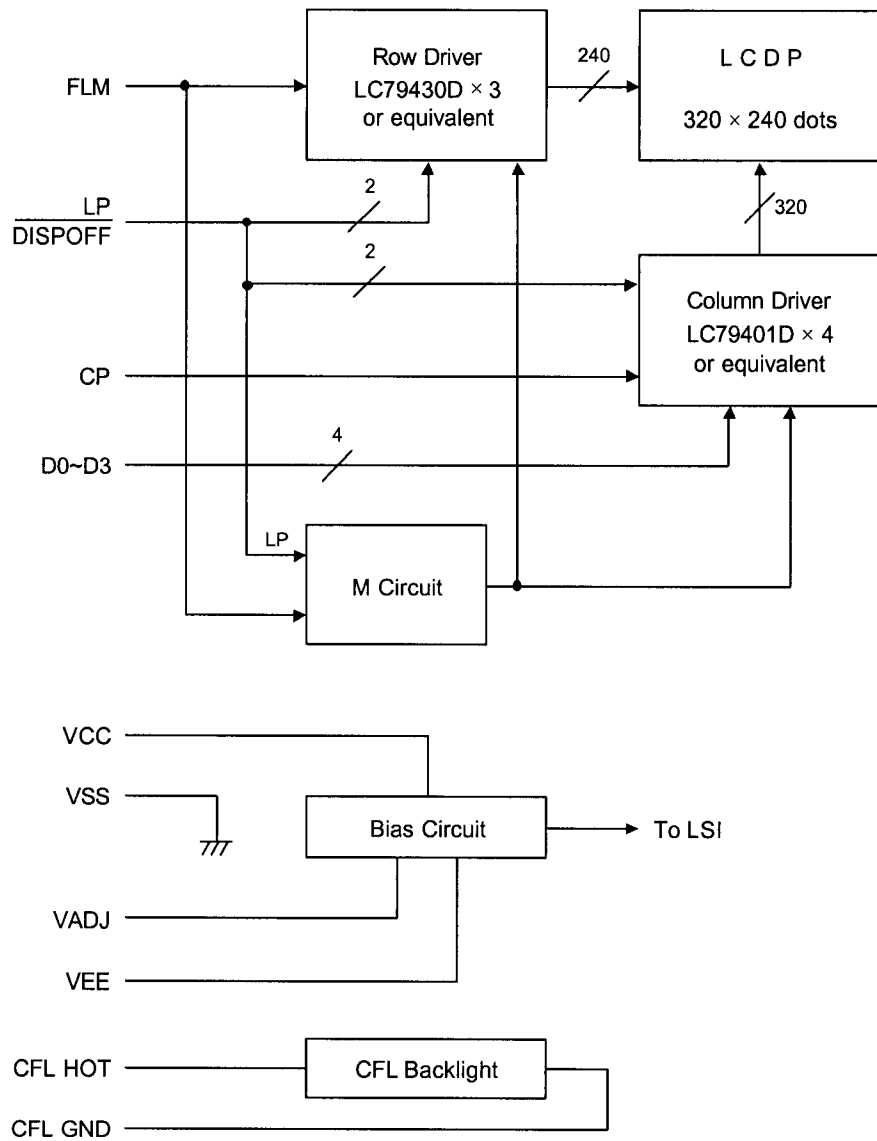 Row Driver
LC79430D × 3
or equivalent
240
L C D P
320 × 240 dots
FLM
LP
DISPOFF
2
320
2
Column Driver
LC79401D × 4
or equivalent
CP
4
D0~D3
LP
M Circuit
VCC
VSS
Bias Circuit
To LSI
VADJ
VEE
CFL HOT
CFL Backlight
CFL GND